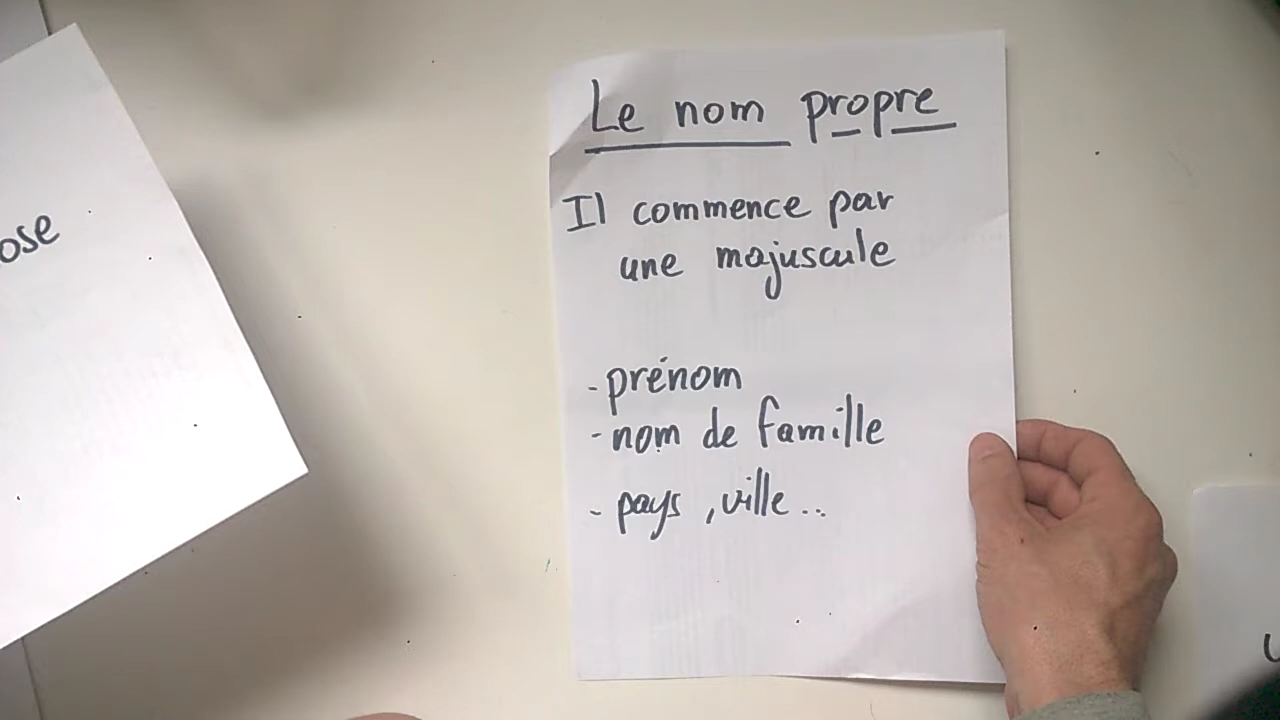 Le nom propre
Il commence par
une majuscule
- prénom
- nom de famille
- pays, ville...
ose